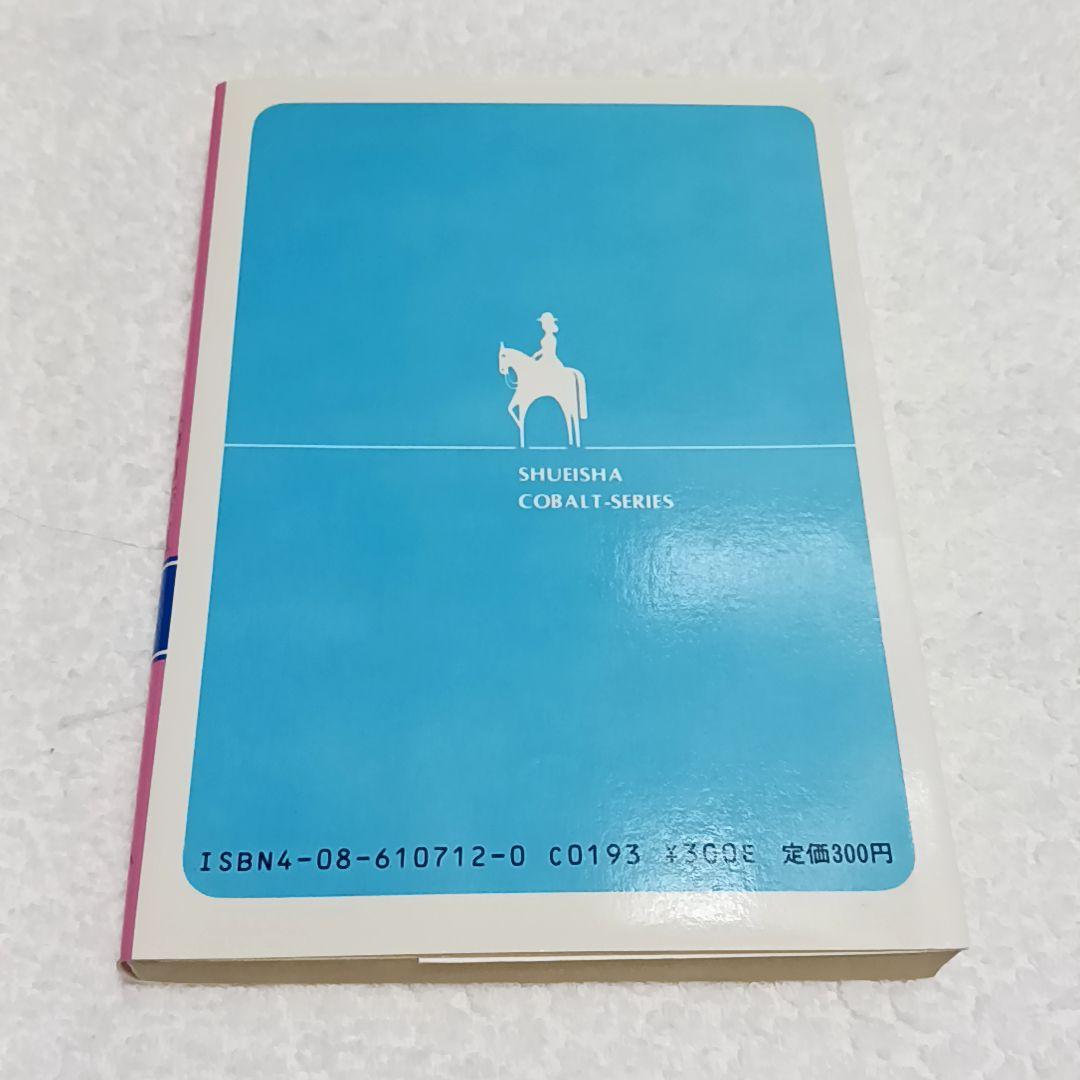 SHUEISHA
COBALT-SERIES
ISBN4-08-610712-0 C0193 ¥300E 定価300円